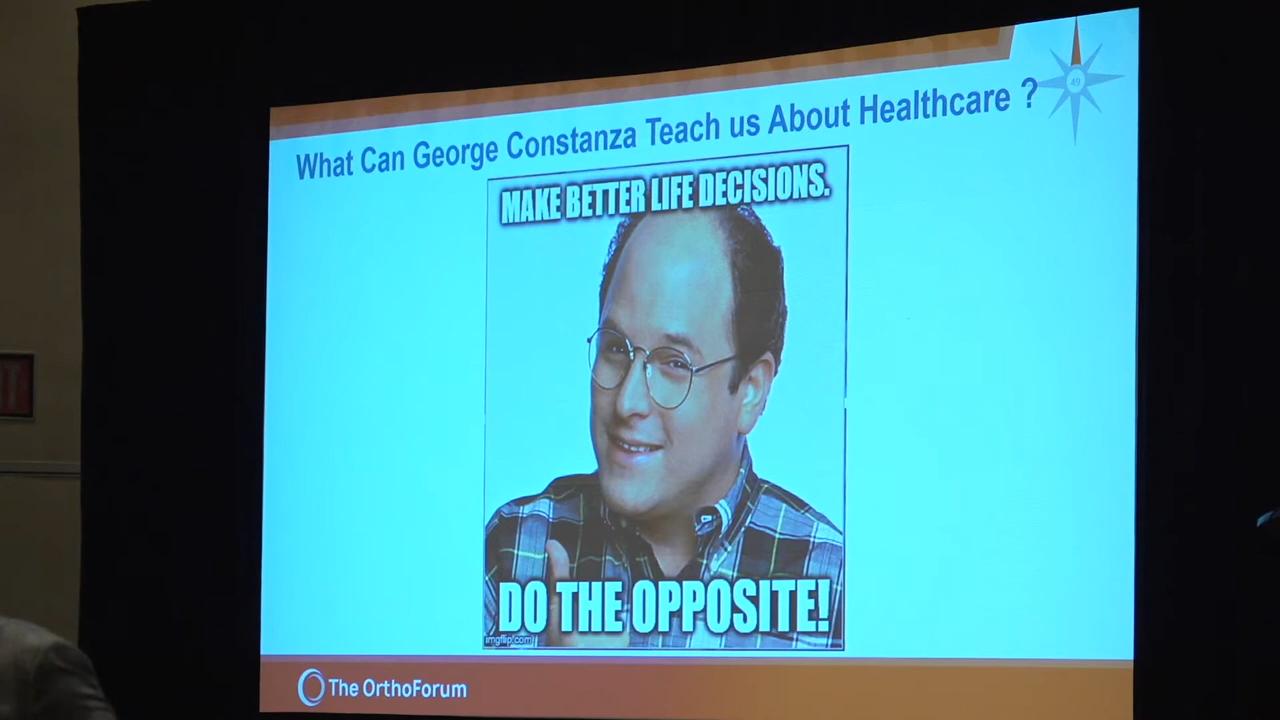 What Can George Constanza Teach us About Healthcare ?
49
MAKE BETTER LIFE DECISIONS.
DO THE OPPOSITE!
imgflip.com
The OrthoForum